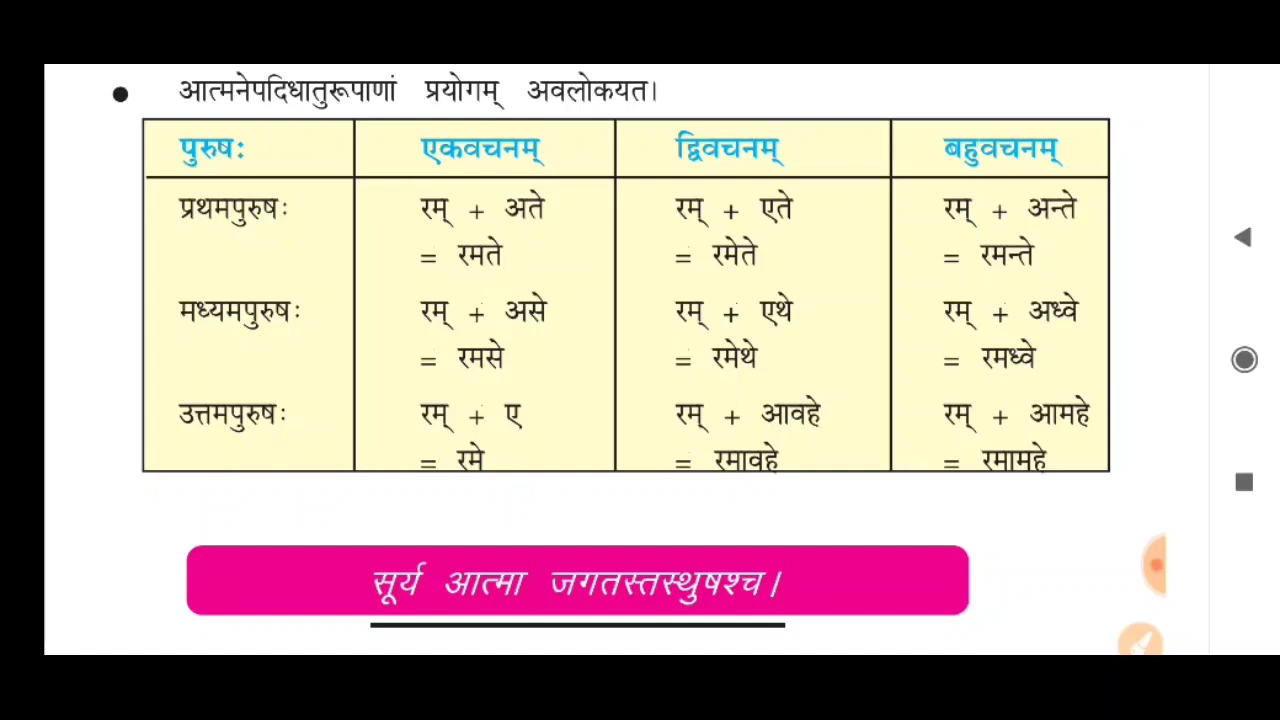 ● आत्मनेपदिधातुरूपाणां प्रयोगम् अवलोकयत।
पुरुषः एकवचनम् द्विवचनम् बहुवचनम्
प्रथमपुरुषः रम् + अते रम् + एते रम् + अन्ते
= रमते = रमेते = रमन्ते
मध्यमपुरुषः रम् + असे रम् + एथे रम् + अध्वे
= रमसे = रमेथे = रमध्वे
उत्तमपुरुषः रम् + ए रम् + आवहे रम् + आमहे
= रमे = रमावहे = रमामहे
सूर्य आत्मा जगतस्तस्थुषश्च।